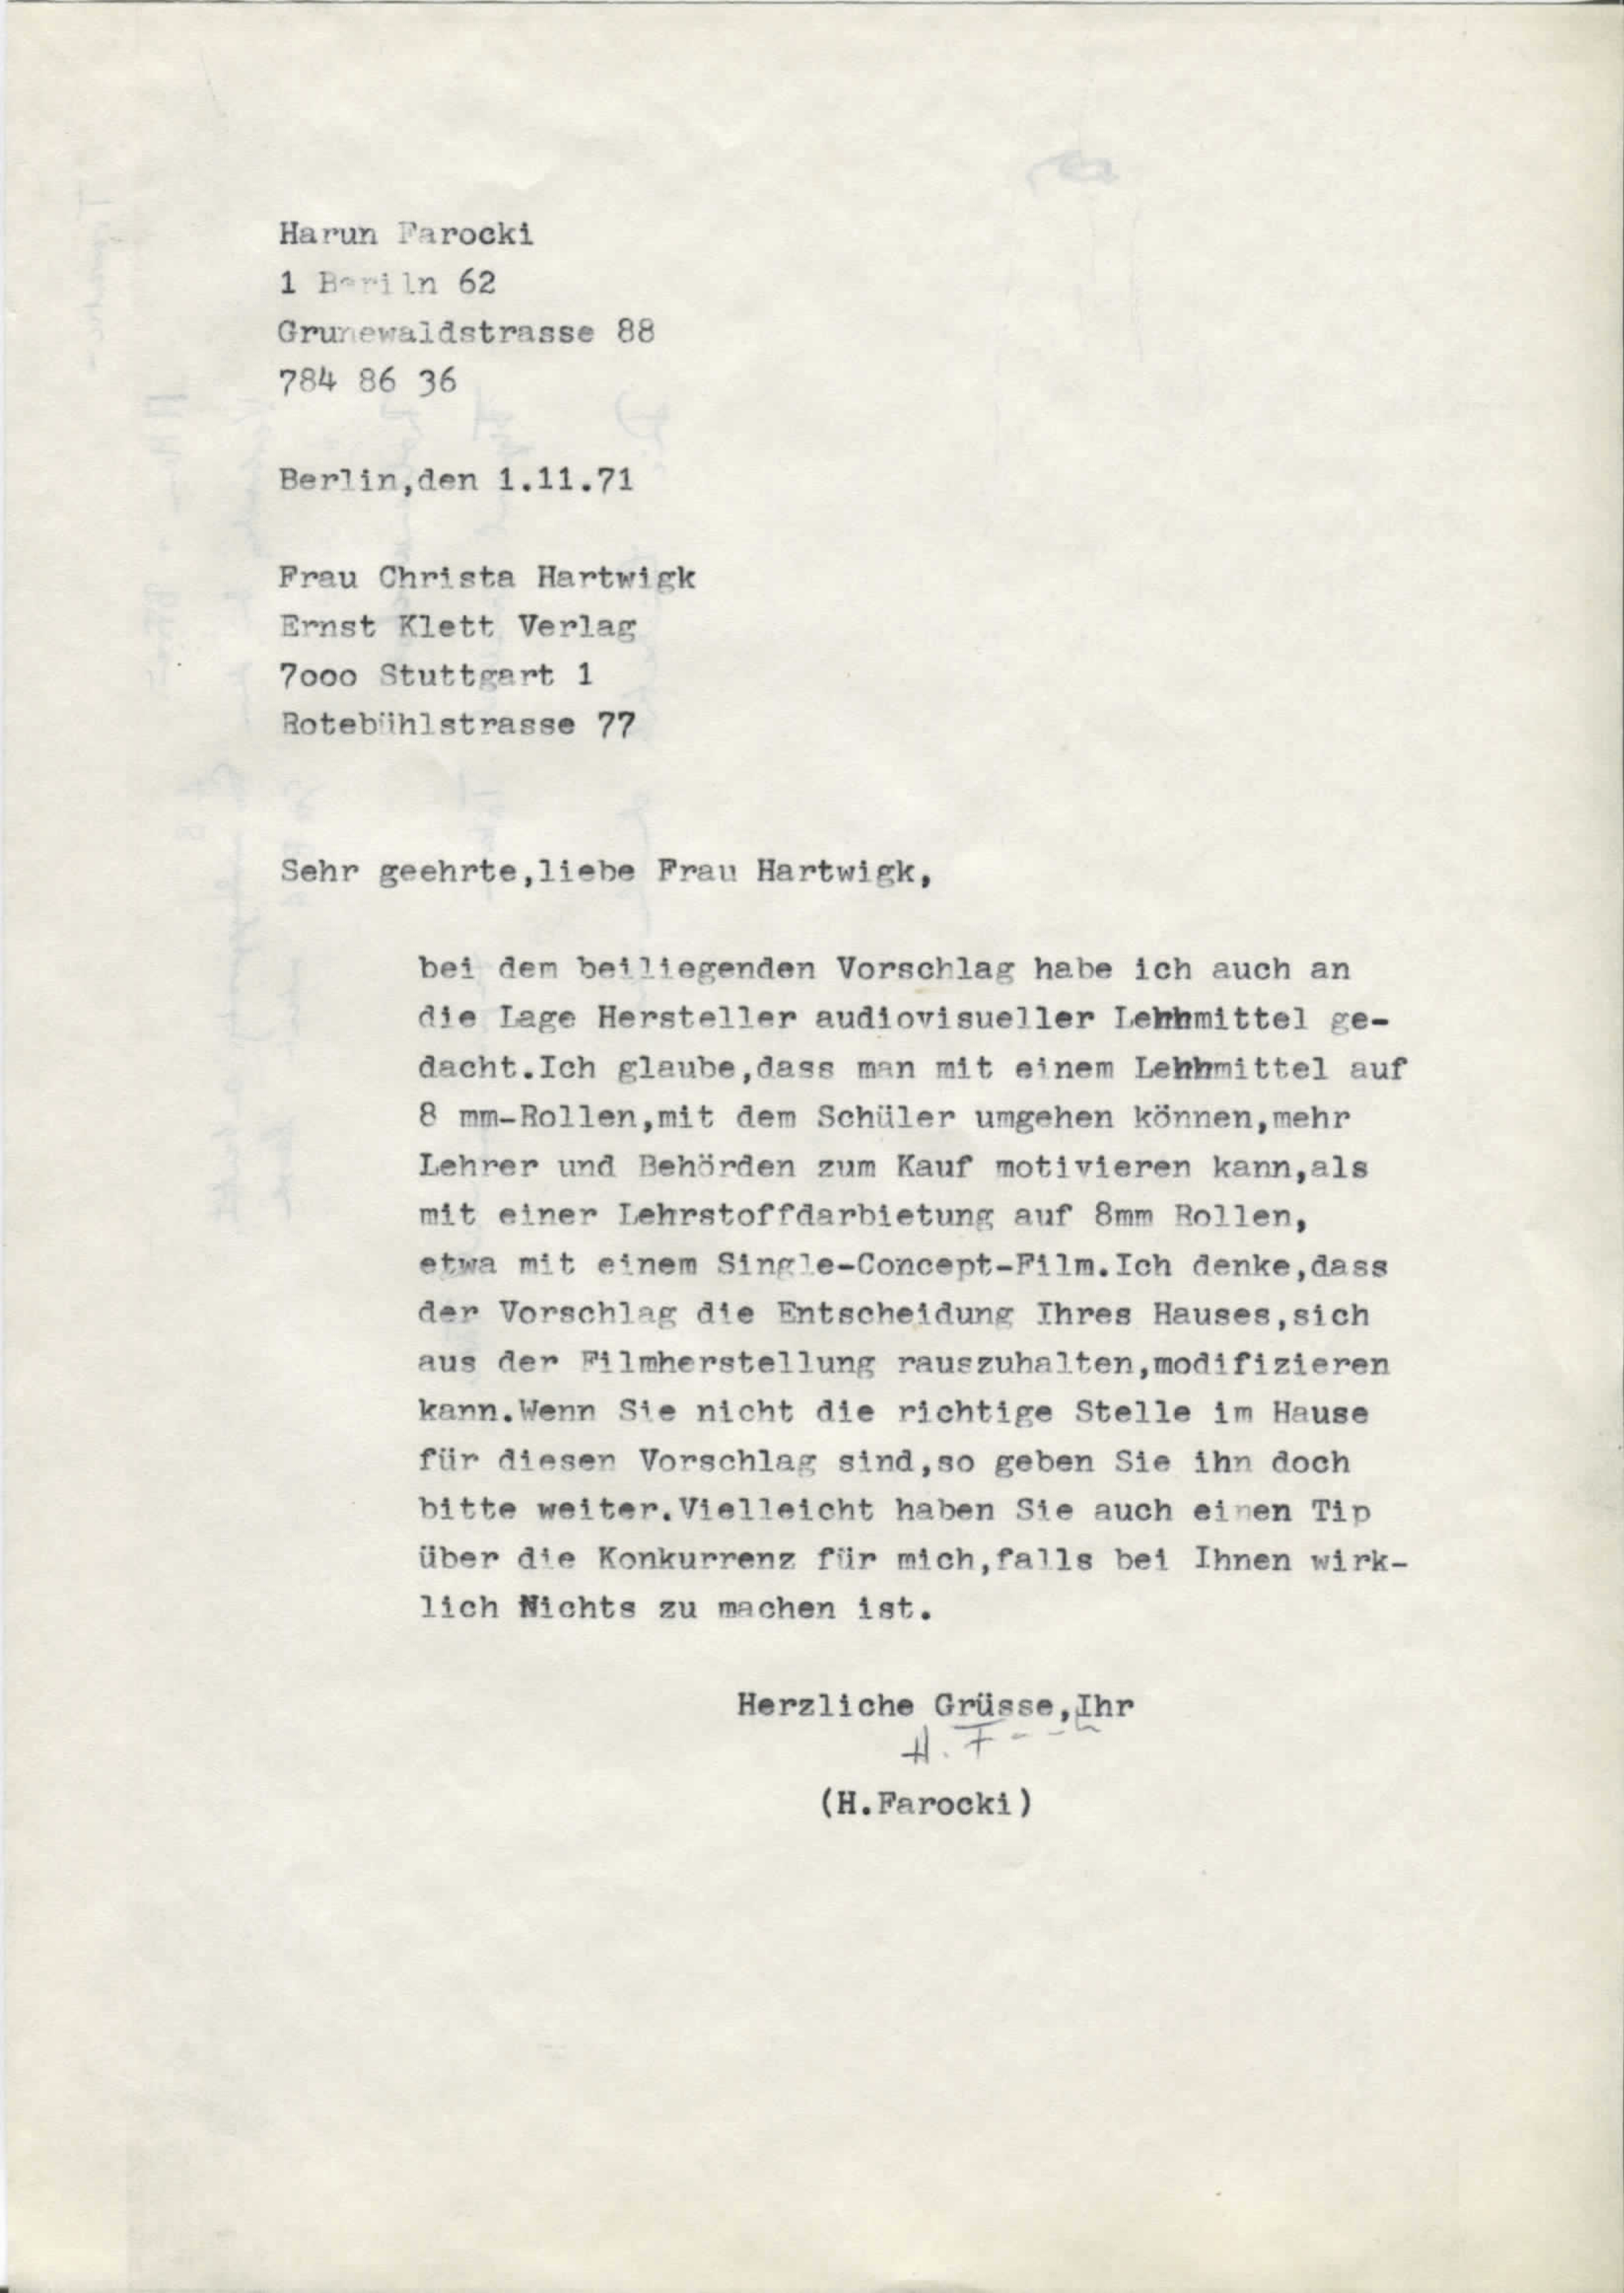 Harun Farocki
1 Beriln 62
Grunewaldstrasse 88
784 86 36
Berlin,den 1.11.71
Frau Christa Hartwigk
Ernst Klett Verlag
7ooo Stuttgart 1
Rotebühlstrasse 77
Sehr geehrte,liebe Frau Hartwigk,
bei dem beiliegenden Vorschlag habe ich auch an
die Lage Hersteller audiovisueller Lehhmittel ge-
dacht.Ich glaube,dass man mit einem Lehhmittel auf
8 mm-Rollen,mit dem Schüler umgehen können,mehr
Lehrer und Behörden zum Kauf motivieren kann,als
mit einer Lehrstoffdarbietung auf 8mm Rollen,
etwa mit einem Single-Concept-Film.Ich denke,dass
der Vorschlag die Entscheidung Ihres Hauses,sich
aus der Filmherstellung rauszuhalten,modifizieren
kann.Wenn Sie nicht die richtige Stelle im Hause
für diesen Vorschlag sind,so geben Sie ihn doch
bitte weiter.Vielleicht haben Sie auch einen Tip
über die Konkurrenz für mich,falls bei Ihnen wirk-
lich Nichts zu machen ist.
Herzliche Grüsse,Ihr
H. F
(H.Farocki)